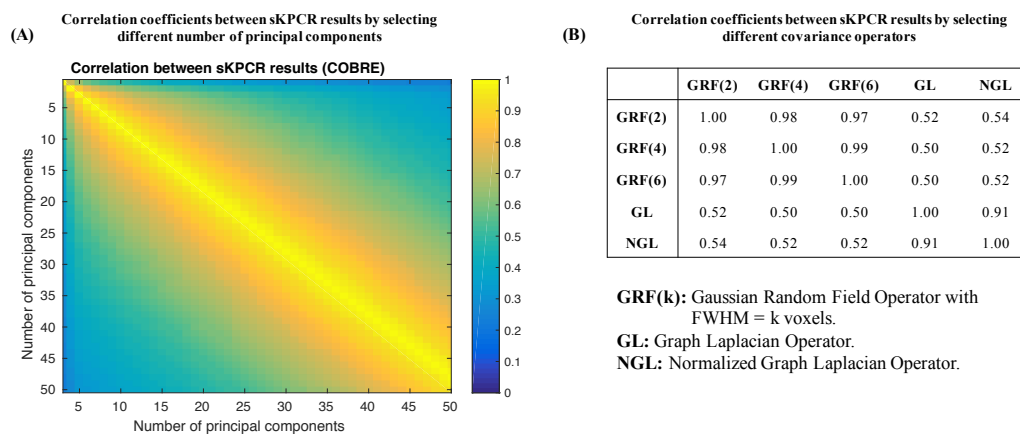 (A)
Correlation coefficients between sKPCR results by selecting
different number of principal components
Correlation between sKPCR results (COBRE)
Number of principal components
5
10
15
20
25
30
35
40
45
50
5 10 15 20 25 30 35 40 45 50
Number of principal components
1
0.9
0.8
0.7
0.6
0.5
0.4
0.3
0.2
0.1
0
(B)
Correlation coefficients between sKPCR results by selecting
different covariance operators
GRF(2) GRF(4) GRF(6) GL NGL
GRF(2) 1.00 0.98 0.97 0.52 0.54
GRF(4) 0.98 1.00 0.99 0.50 0.52
GRF(6) 0.97 0.99 1.00 0.50 0.52
GL 0.52 0.50 0.50 1.00 0.91
NGL 0.54 0.52 0.52 0.91 1.00
GRF(k): Gaussian Random Field Operator with
FWHM = k voxels.
GL: Graph Laplacian Operator.
NGL: Normalized Graph Laplacian Operator.